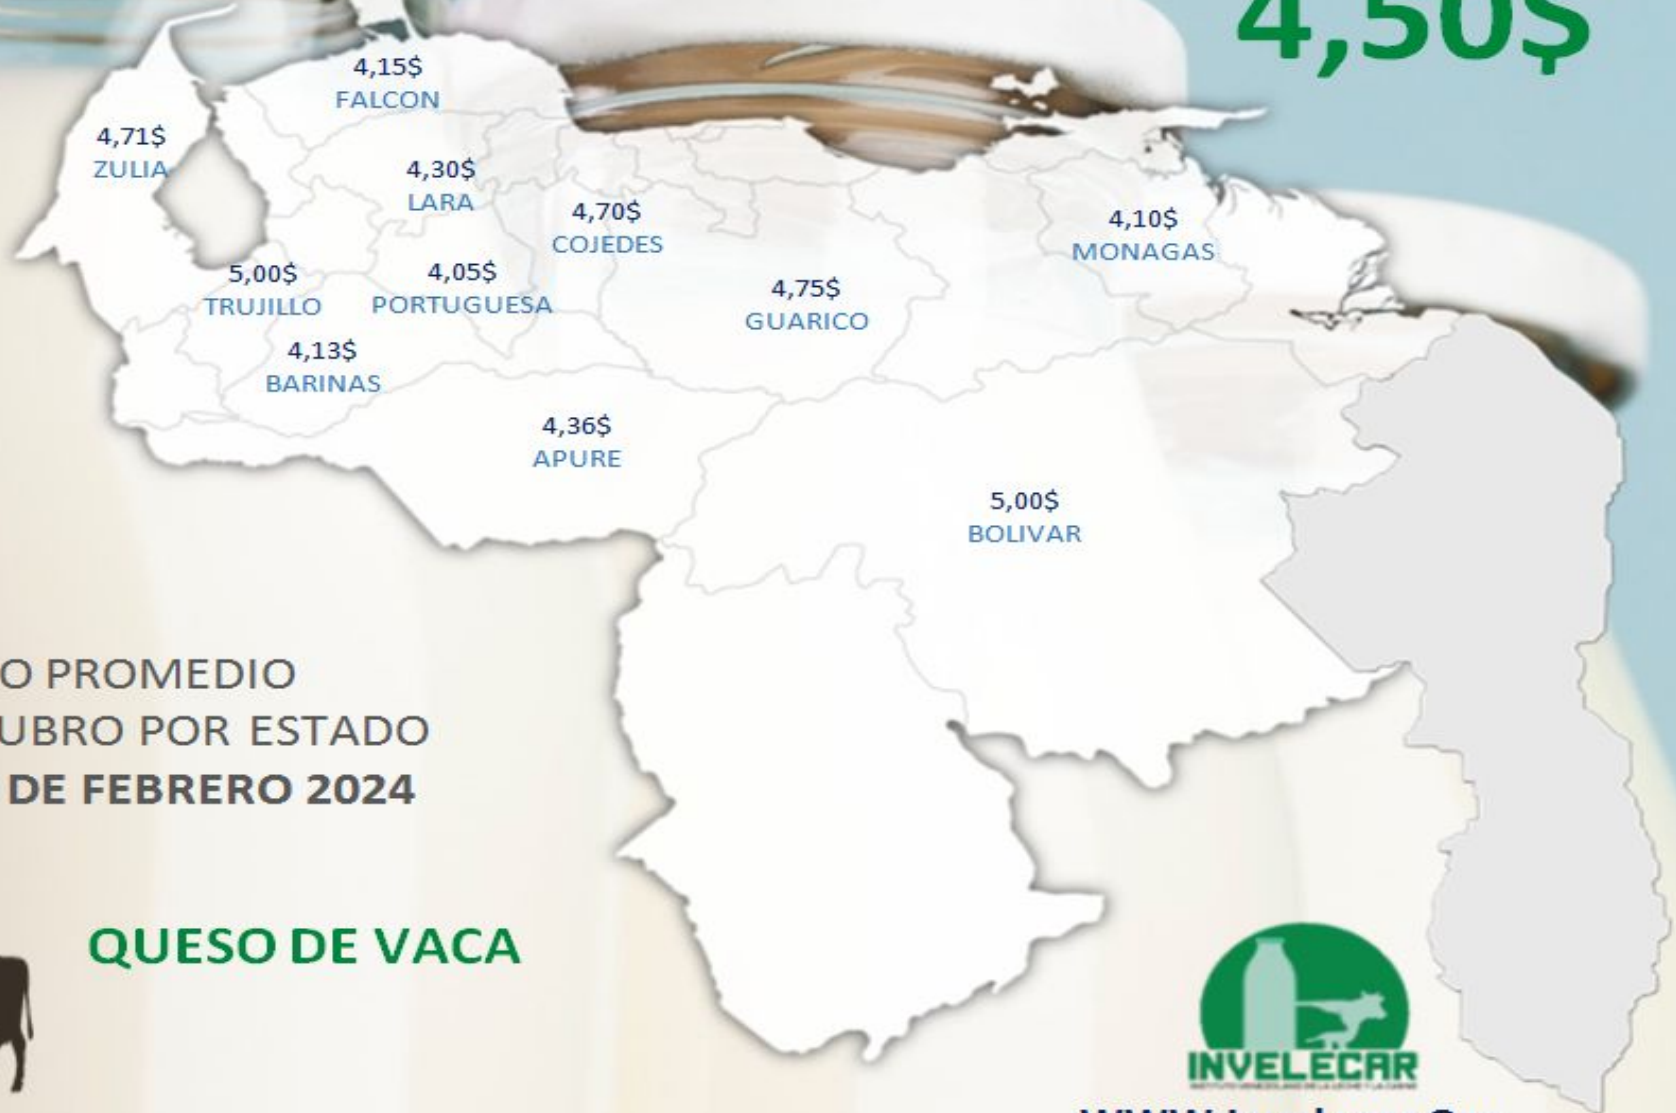 4,50$
4,15$
FALCON
4,71$
ZULIA
4,30$
LARA
4,70$
COJEDES
4,10$
MONAGAS
5,00$
TRUJILLO
4,05$
PORTUGUESA
4,75$
GUARICO
4,13$
BARINAS
4,36$
APURE
5,00$
BOLIVAR
O PROMEDIO
UBRO POR ESTADO
DE FEBRERO 2024
QUESO DE VACA
INVELECAR